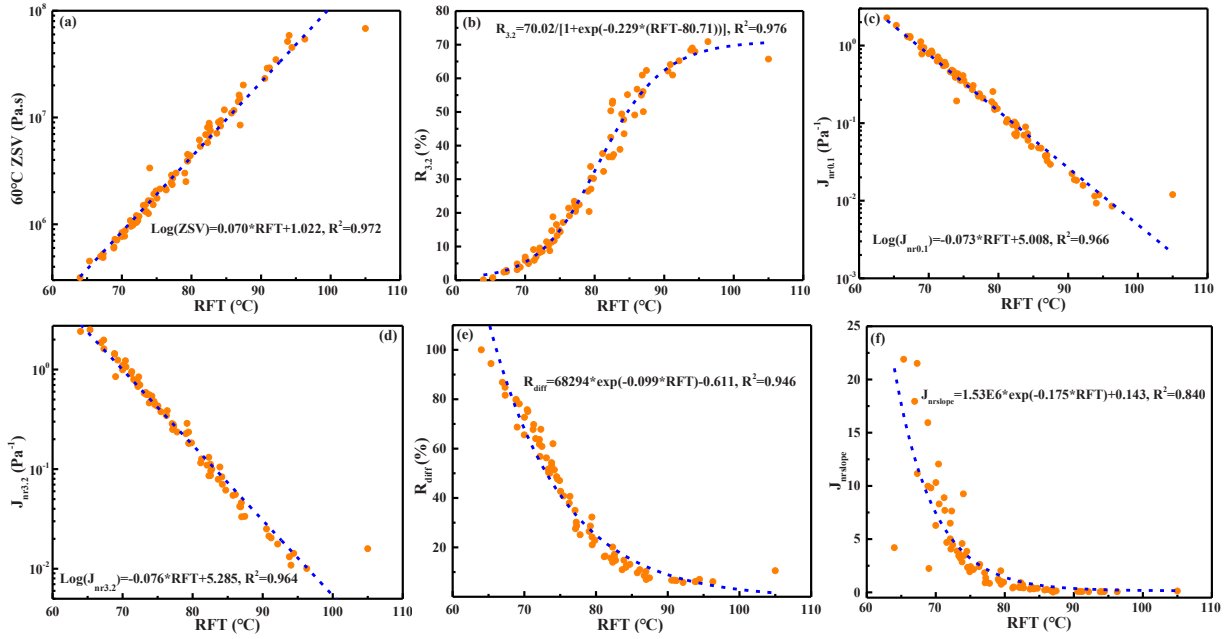 (a)
10^8
10^7
10^6
60°C ZSV (Pa.s)
Log(ZSV)=0.070*RFT+1.022, R²=0.972
60 70 80 90 100 110
RFT (°C)
(b)
R_3.2=70.02/[1+exp(-0.229*(RFT-80.71))], R²=0.976
80
70
60
50
40
30
20
10
0
R_3.2 (%)
60 70 80 90 100 110
RFT (°C)
(c)
10^0
10^-1
10^-2
10^-3
J_nr0.1 (Pa^-1)
Log(J_nr0.1)=-0.073*RFT+5.008, R²=0.966
60 70 80 90 100 110
RFT (°C)
(d)
10^0
10^-1
10^-2
J_nr3.2 (Pa^-1)
Log(J_nr3.2)=-0.076*RFT+5.285, R²=0.964
60 70 80 90 100 110
RFT (°C)
(e)
R_diff=68294*exp(-0.099*RFT)-0.611, R²=0.946
100
80
60
40
20
R_diff (%)
60 70 80 90 100 110
RFT (°C)
(f)
J_nrslope=1.53E6*exp(-0.175*RFT)+0.143, R²=0.840
25
20
15
10
5
0
J_nrslope
60 70 80 90 100 110
RFT (°C)